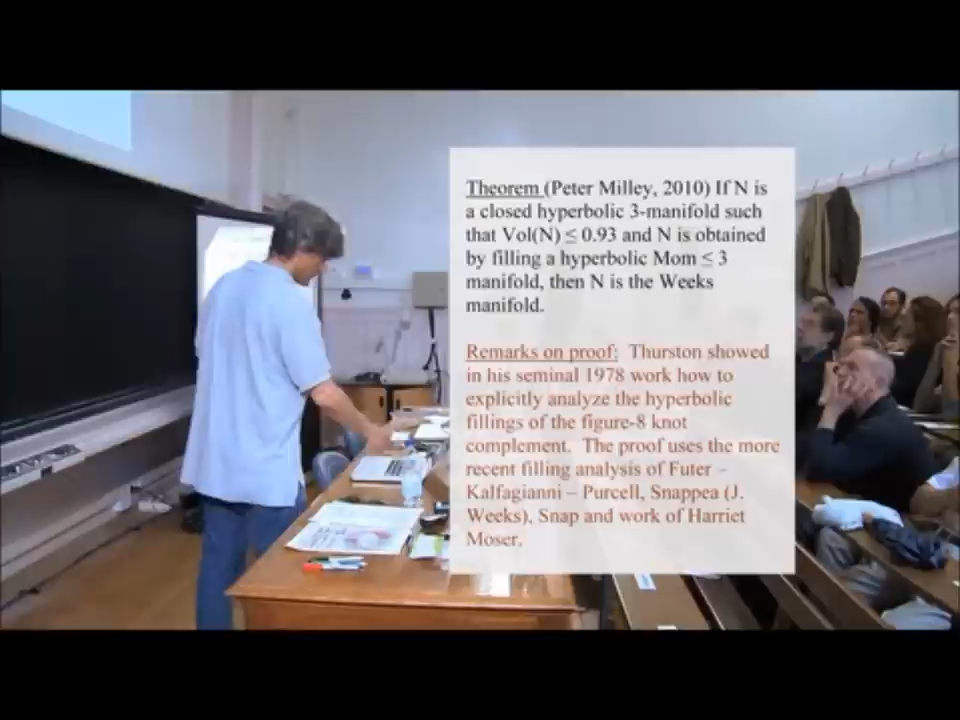 Theorem (Peter Milley, 2010) If N is
a closed hyperbolic 3-manifold such
that Vol(N) ≤ 0.93 and N is obtained
by filling a hyperbolic Mom ≤ 3
manifold, then N is the Weeks
manifold.
Remarks on proof: Thurston showed
in his seminal 1978 work how to
explicitly analyze the hyperbolic
fillings of the figure-8 knot
complement. The proof uses the more
recent filling analysis of Futer –
Kalfagianni – Purcell, Snappea (J.
Weeks), Snap and work of Harriet
Moser.